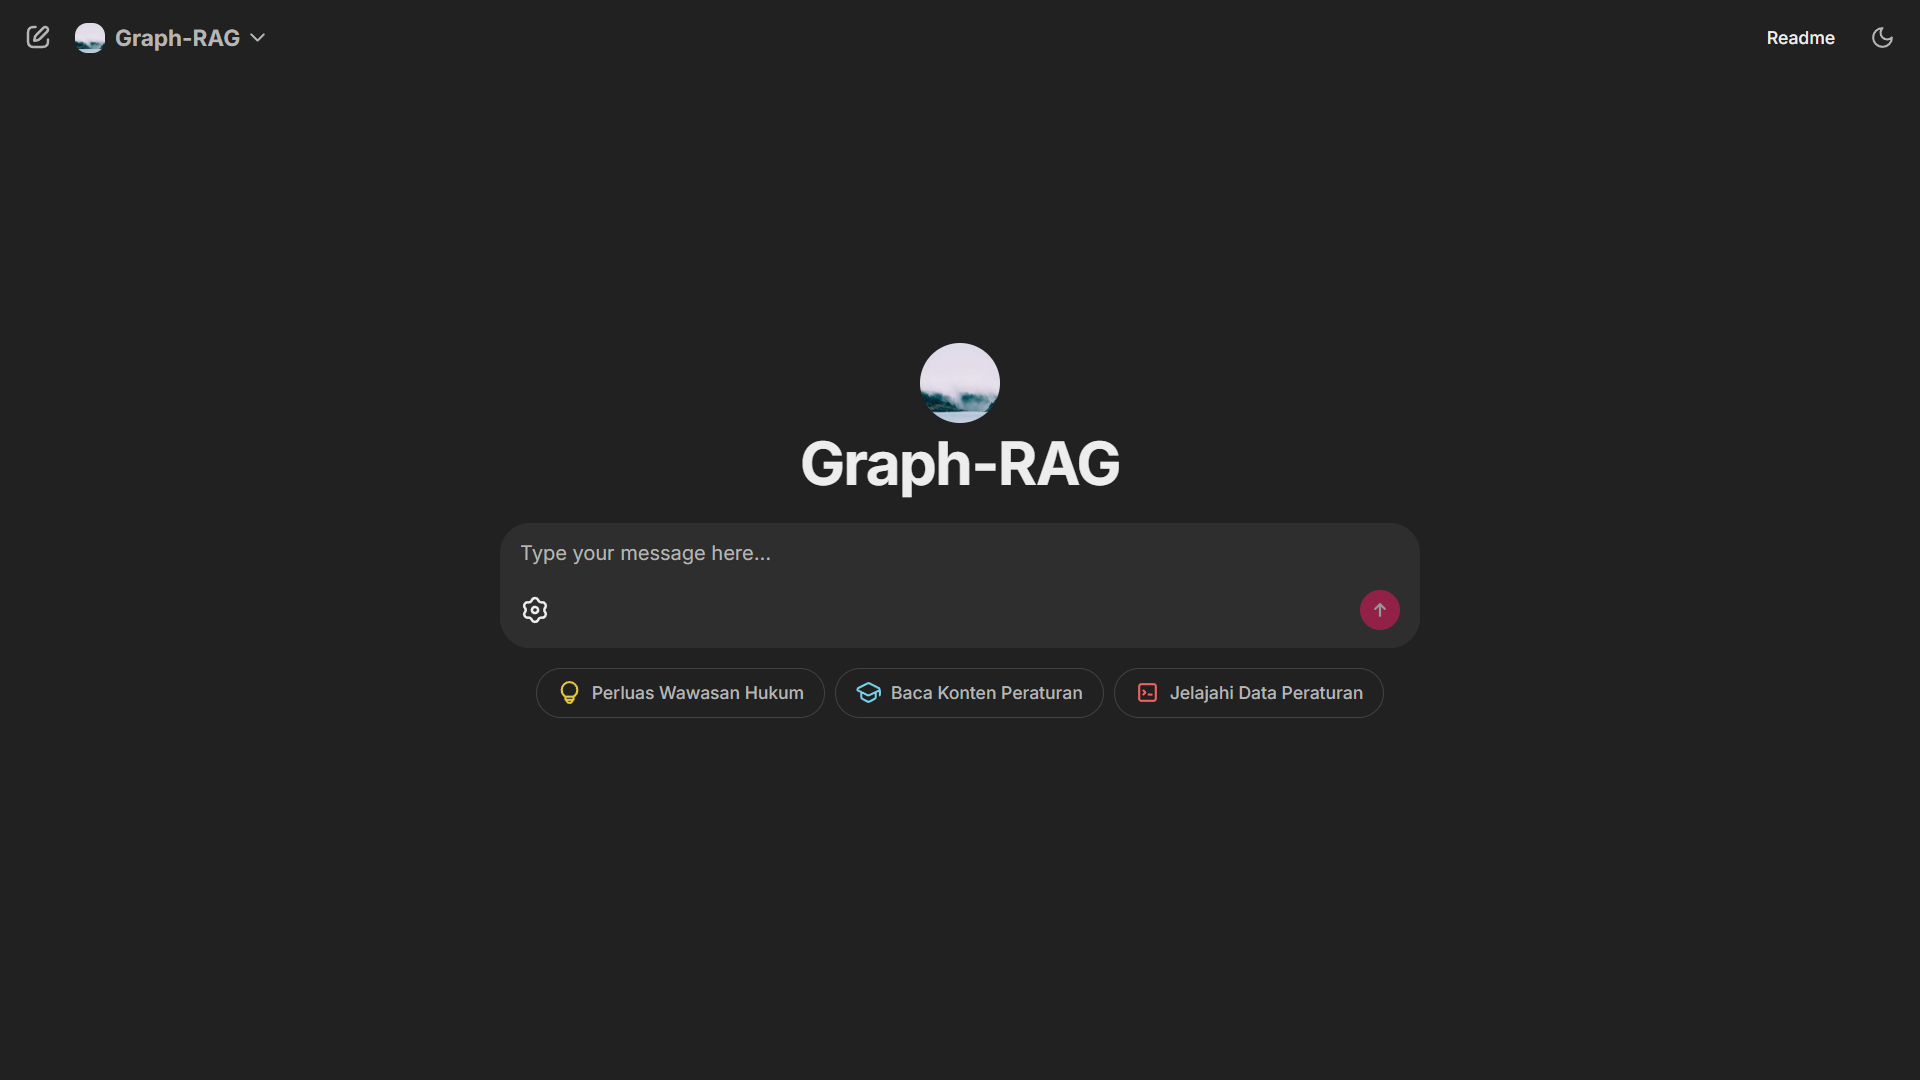 Graph-RAG
Readme
Graph-RAG
Type your message here...
Perluas Wawasan Hukum
Baca Konten Peraturan
Jelajahi Data Peraturan